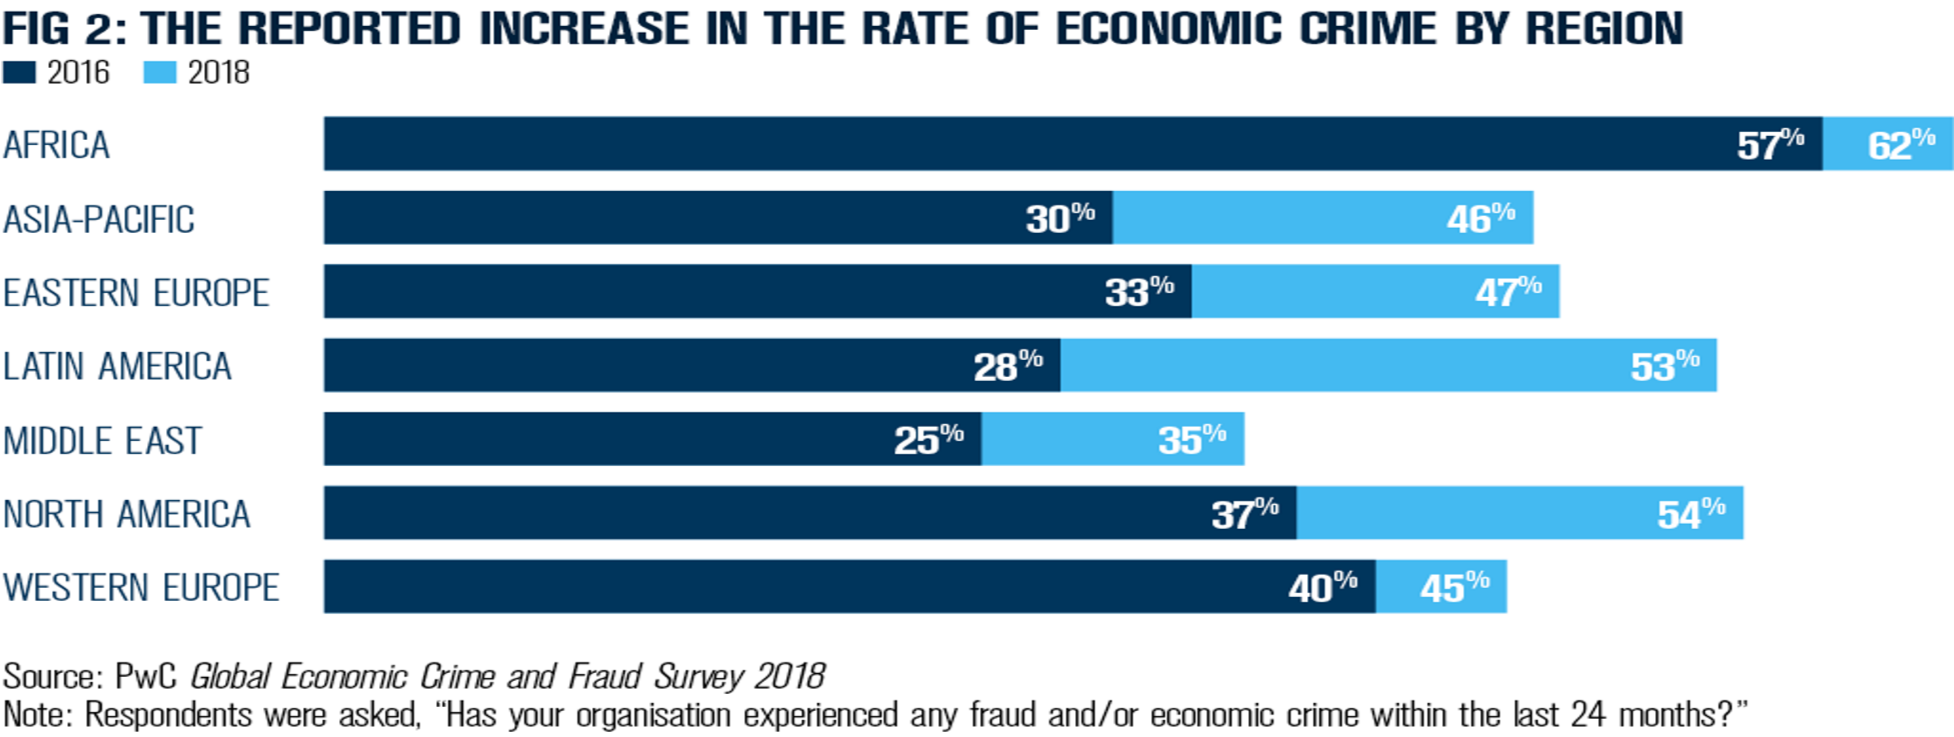 FIG 2: THE REPORTED INCREASE IN THE RATE OF ECONOMIC CRIME BY REGION
2016 2018
AFRICA 57% 62%
ASIA-PACIFIC 30% 46%
EASTERN EUROPE 33% 47%
LATIN AMERICA 28% 53%
MIDDLE EAST 25% 35%
NORTH AMERICA 37% 54%
WESTERN EUROPE 40% 45%
Source: PwC Global Economic Crime and Fraud Survey 2018
Note: Respondents were asked, “Has your organisation experienced any fraud and/or economic crime within the last 24 months?”